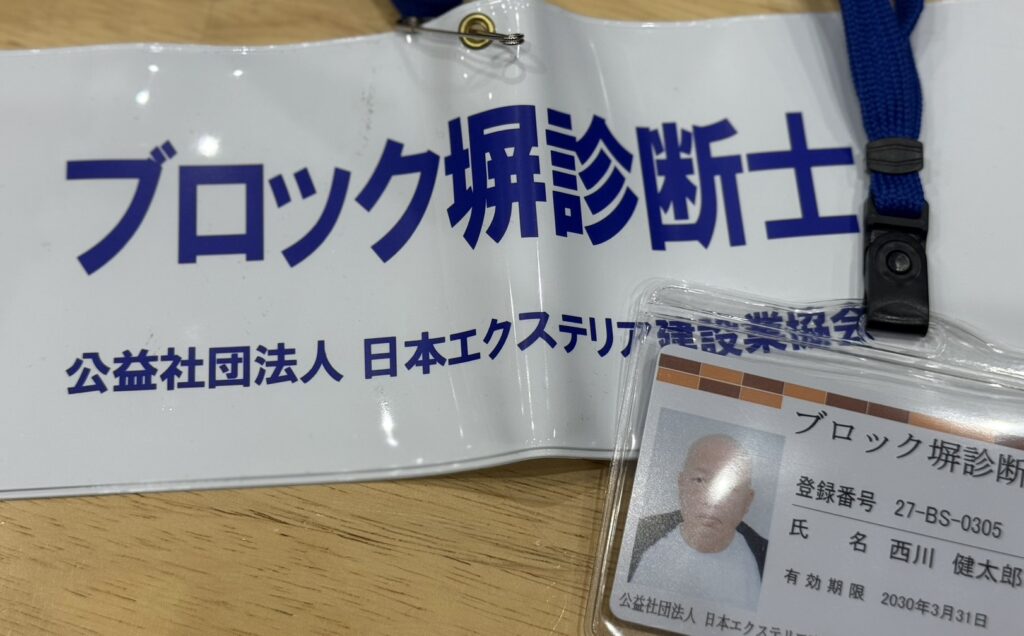 ブロック塀診断士
公益社団法人 日本エクステリア建設業協会
ブロック塀診断
登録番号 27-BS-0305
氏 名 西川 健太郎
有効期限 2030年3月31日
公益社団法人 日本エクステリ